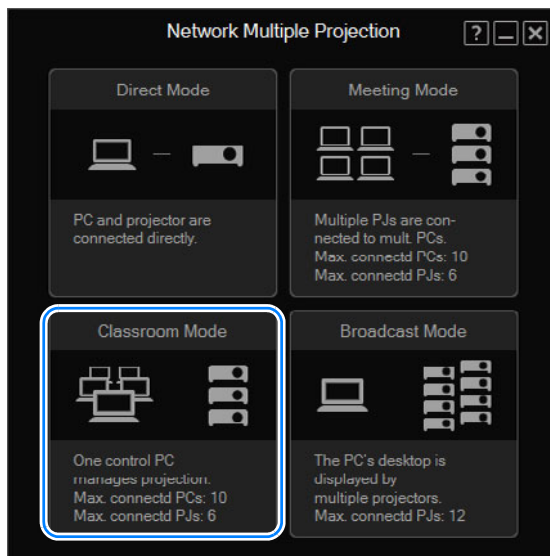 Network Multiple Projection
?
Direct Mode
PC and projector are
connected directly.
Meeting Mode
Multiple PJs are con-
nected to mult. PCs.
Max. connectd PCs: 10
Max. connectd PJs: 6
Classroom Mode
One control PC
manages projection.
Max. connectd PCs: 10
Max. connectd PJs: 6
Broadcast Mode
The PC's desktop is
displayed by
multiple projectors.
Max. connectd PJs: 12